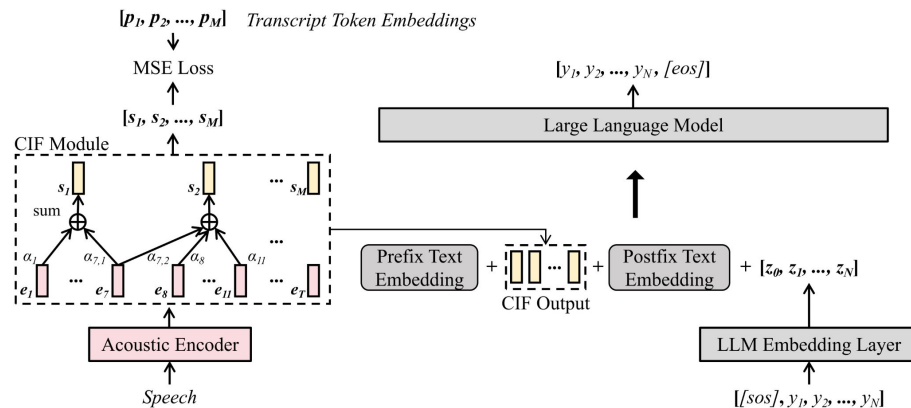 [p1, p2, ..., pM] Transcript Token Embeddings
MSE Loss
[s1, s2, ..., sM]
CIF Module
s1 s2 ... sM
sum
α1 α7,1 α7,2 α8 α11 ...
e1 ... e7 e8 ... e11 ... eT
Acoustic Encoder
Speech
[y1, y2, ..., yN, [eos]]
Large Language Model
Prefix Text
Embedding
+
...
CIF Output
+
Postfix Text
Embedding
+ [z0, z1, ..., zN]
LLM Embedding Layer
[[sos], y1, y2, ..., yN]